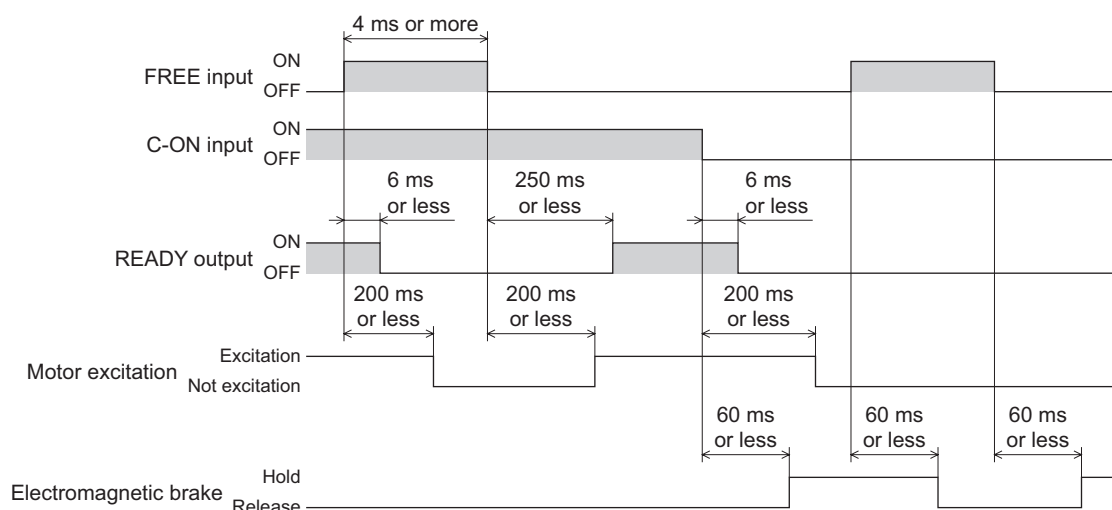 4 ms or more
FREE input
ON
OFF
C-ON input
ON
OFF
6 ms
or less
250 ms
or less
6 ms
or less
READY output
ON
OFF
200 ms
or less
200 ms
or less
200 ms
or less
Motor excitation
Excitation
Not excitation
60 ms
or less
60 ms
or less
60 ms
or less
Electromagnetic brake
Hold
Release